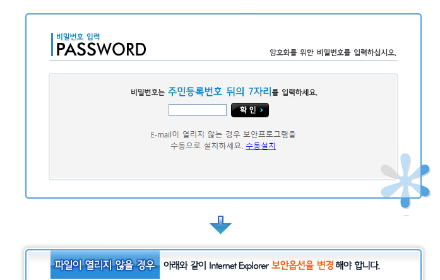 비밀번호 입력
PASSWORD
암호화를 위한 비밀번호를 입력하십시오.
비밀번호는 주민등록번호 뒤의 7자리를 입력하세요.
확 인
E-mail이 열리지 않는 경우 보안프로그램을
수동으로 설치하세요. 수동설치
파일이 열리지 않을 경우 아래와 같이 Internet Explorer 보안옵션을 변경해야 합니다.